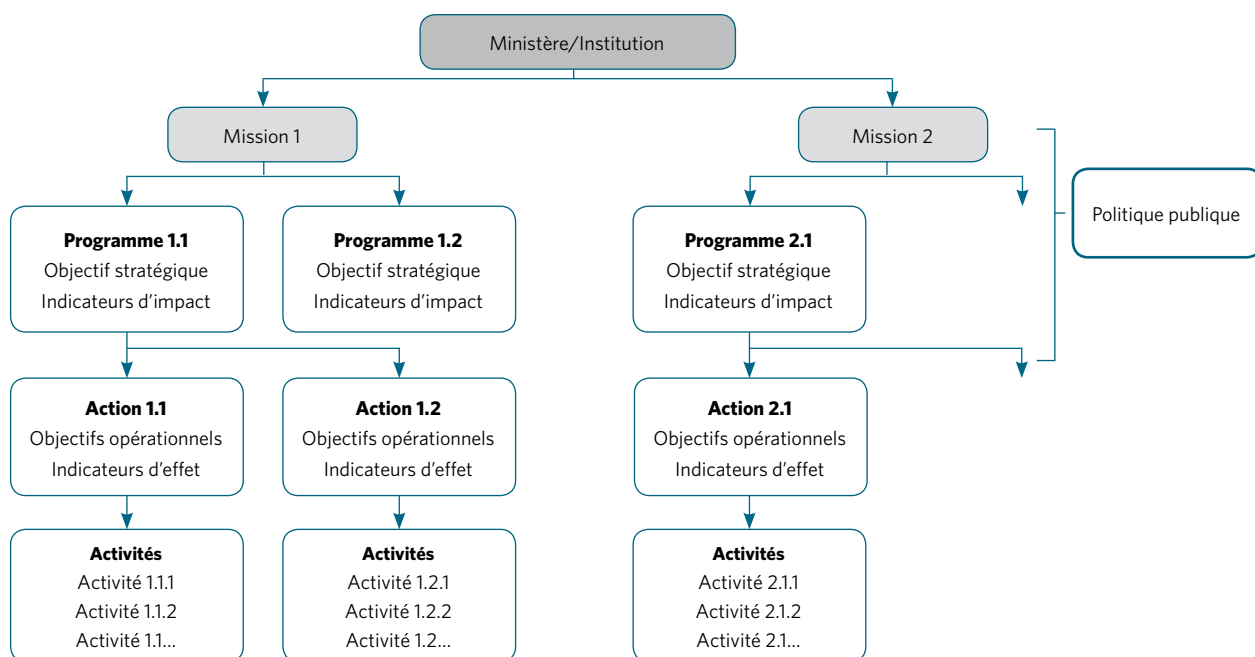 Ministère/Institution
Mission 1
Mission 2
Politique publique
Programme 1.1
Objectif stratégique
Indicateurs d’impact
Programme 1.2
Objectif stratégique
Indicateurs d’impact
Programme 2.1
Objectif stratégique
Indicateurs d’impact
Action 1.1
Objectifs opérationnels
Indicateurs d’effet
Action 1.2
Objectifs opérationnels
Indicateurs d’effet
Action 2.1
Objectifs opérationnels
Indicateurs d’effet
Activités
Activité 1.1.1
Activité 1.1.2
Activité 1.1...
Activités
Activité 1.2.1
Activité 1.2.2
Activité 1.2...
Activités
Activité 2.1.1
Activité 2.1.2
Activité 2.1...